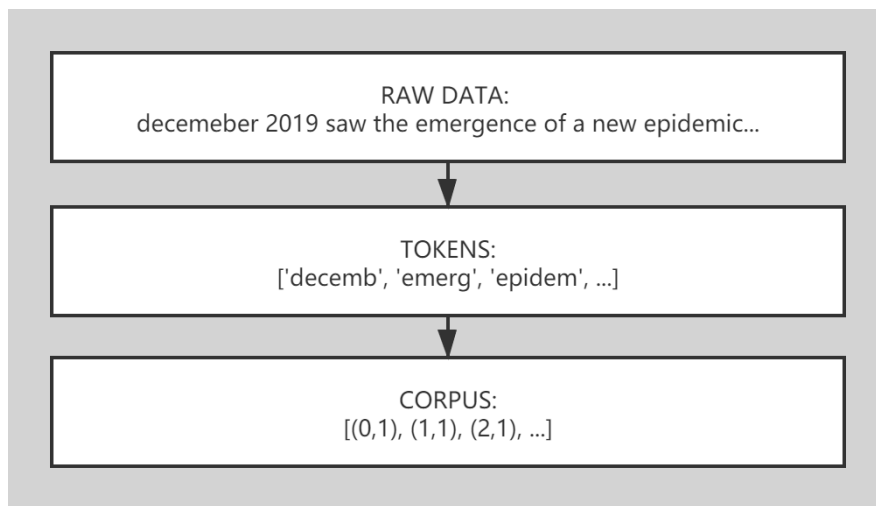 RAW DATA:
decemeber 2019 saw the emergence of a new epidemic...
TOKENS:
['decemb', 'emerg', 'epidem', ...]
CORPUS:
[(0,1), (1,1), (2,1), ...]